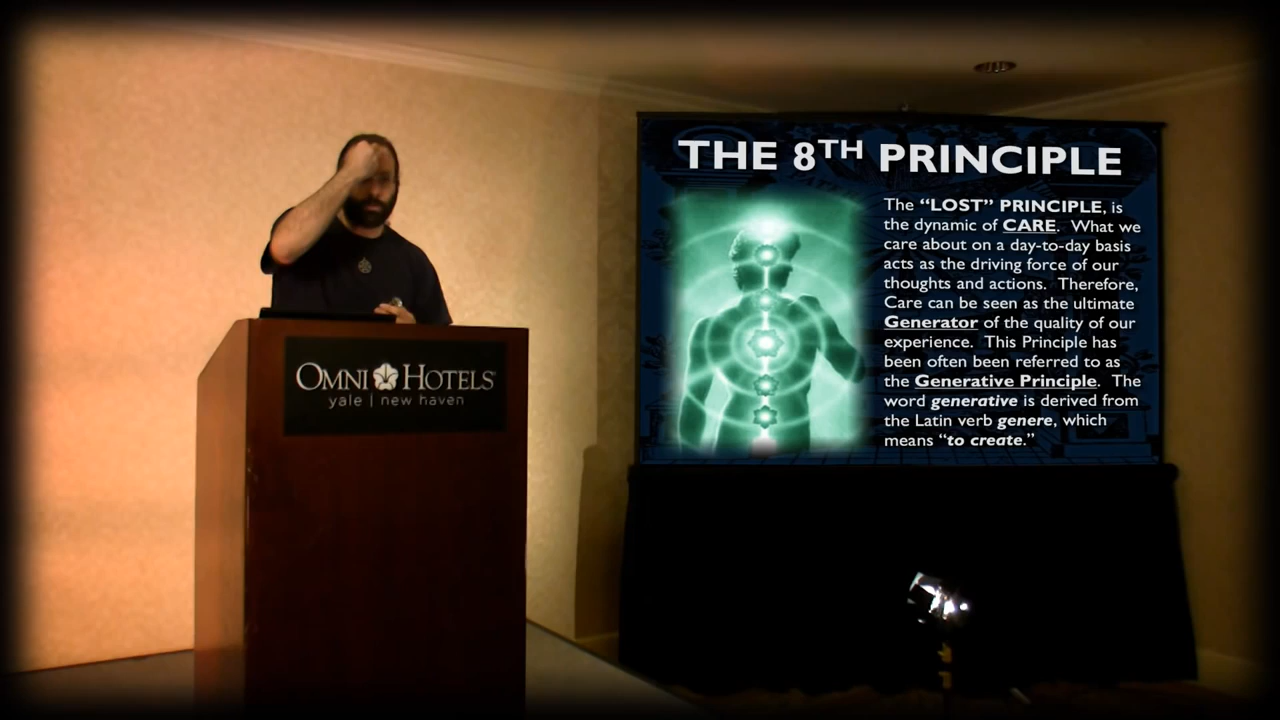 OMNI HOTELS®
yale | new haven
THE 8TH PRINCIPLE
The “LOST” PRINCIPLE, is
the dynamic of CARE. What we
care about on a day-to-day basis
acts as the driving force of our
thoughts and actions. Therefore,
Care can be seen as the ultimate
Generator of the quality of our
experience. This Principle has
been often been referred to as
the Generative Principle. The
word generative is derived from
the Latin verb genere, which
means “to create.”